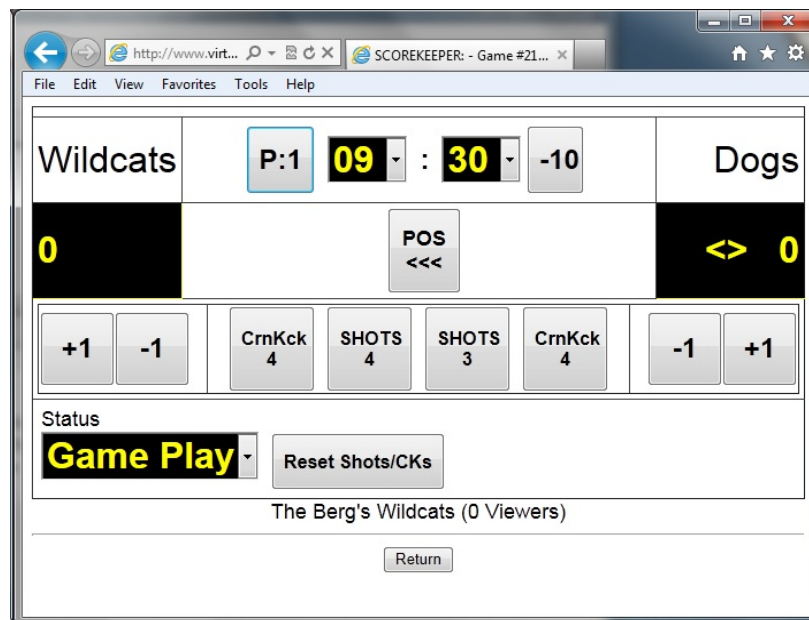 http://www.virt...
SCOREKEEPER: - Game #21...
File Edit View Favorites Tools Help
Wildcats P:1 09 : 30 -10 Dogs
0 POS <> 0
<<<
+1 -1 CrnKck SHOTS SHOTS CrnKck -1 +1
4 4 3 4
Status
Game Play Reset Shots/CKs
The Berg's Wildcats (0 Viewers)
Return